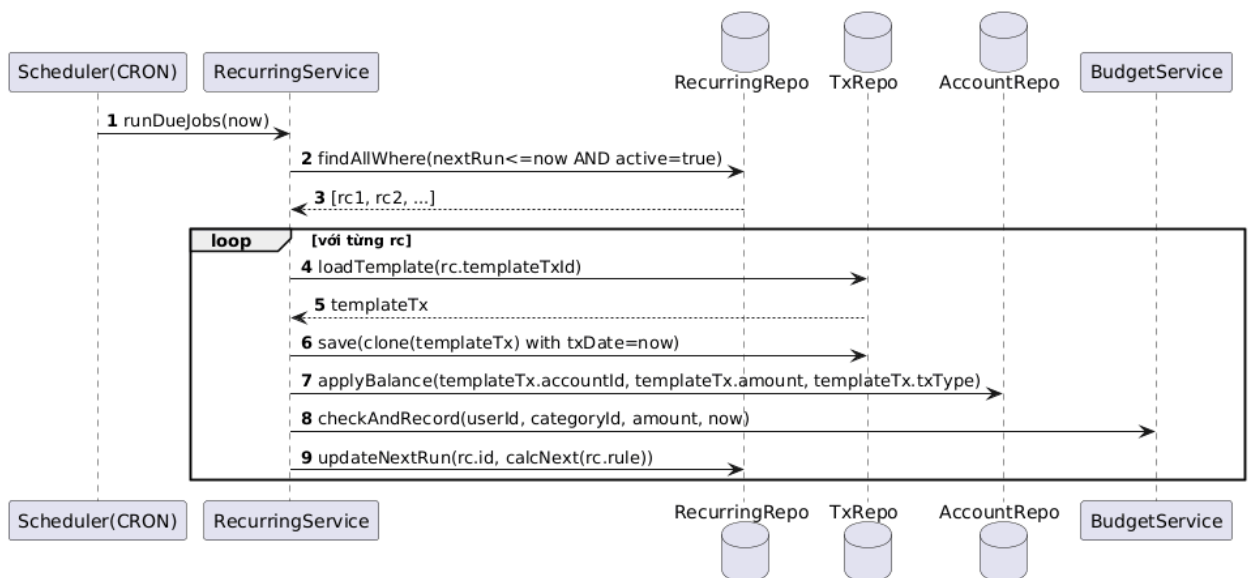 RecurringRepo TxRepo AccountRepo
Scheduler(CRON) RecurringService BudgetService
1 runDueJobs(now)
2 findAllWhere(nextRun<=now AND active=true)
3 [rc1, rc2, ...]
loop [với từng rc]
4 loadTemplate(rc.templateTxId)
5 templateTx
6 save(clone(templateTx) with txDate=now)
7 applyBalance(templateTx.accountId, templateTx.amount, templateTx.txType)
8 checkAndRecord(userId, categoryId, amount, now)
9 updateNextRun(rc.id, calcNext(rc.rule))
RecurringRepo TxRepo AccountRepo
Scheduler(CRON) RecurringService BudgetService